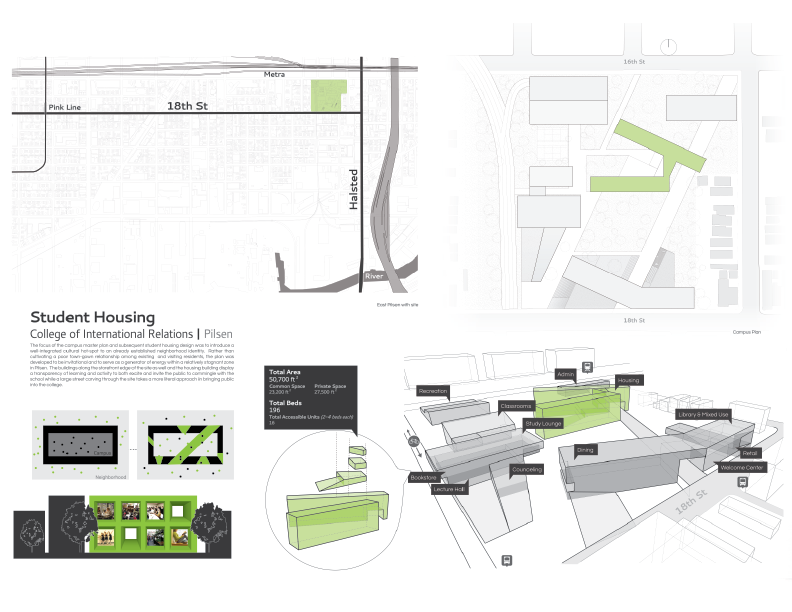 Metra
Pink Line
18th St
Halsted
River
East Pilsen with site
16th St
18th St
Campus Plan
Student Housing
College of International Relations | Pilsen
The focus of the campus master plan and subsequent student housing design was to introduce a
well-integrated cultural hotspot to an already established neighborhood identity. Rather than
cultivating a poor town-gown relationship among existing and visiting residents, the plan was
developed to be invitational and to serve as a generator of energy within a relatively stagnant zone
in Pilsen. The buildings along the storefront edge of the site as well and the housing building display
a transparency of learning and activity to both excite and invite the public to commingle with the
school while a large street carving through the site takes a more literal approach in bringing public
into the college.
Campus
Neighborhood
Total Area
50,700 ft²
Common Space
23,200 ft²
Private Space
27,500 ft²
Total Beds
196
Total Accessible Units (2-4 beds each)
18
Admin
Housing
Recreation
Classrooms
Study Lounge
Library & Mixed Use
Dining
Retail
Counceling
Welcome Center
Bookstore
Lecture Hall
18th St